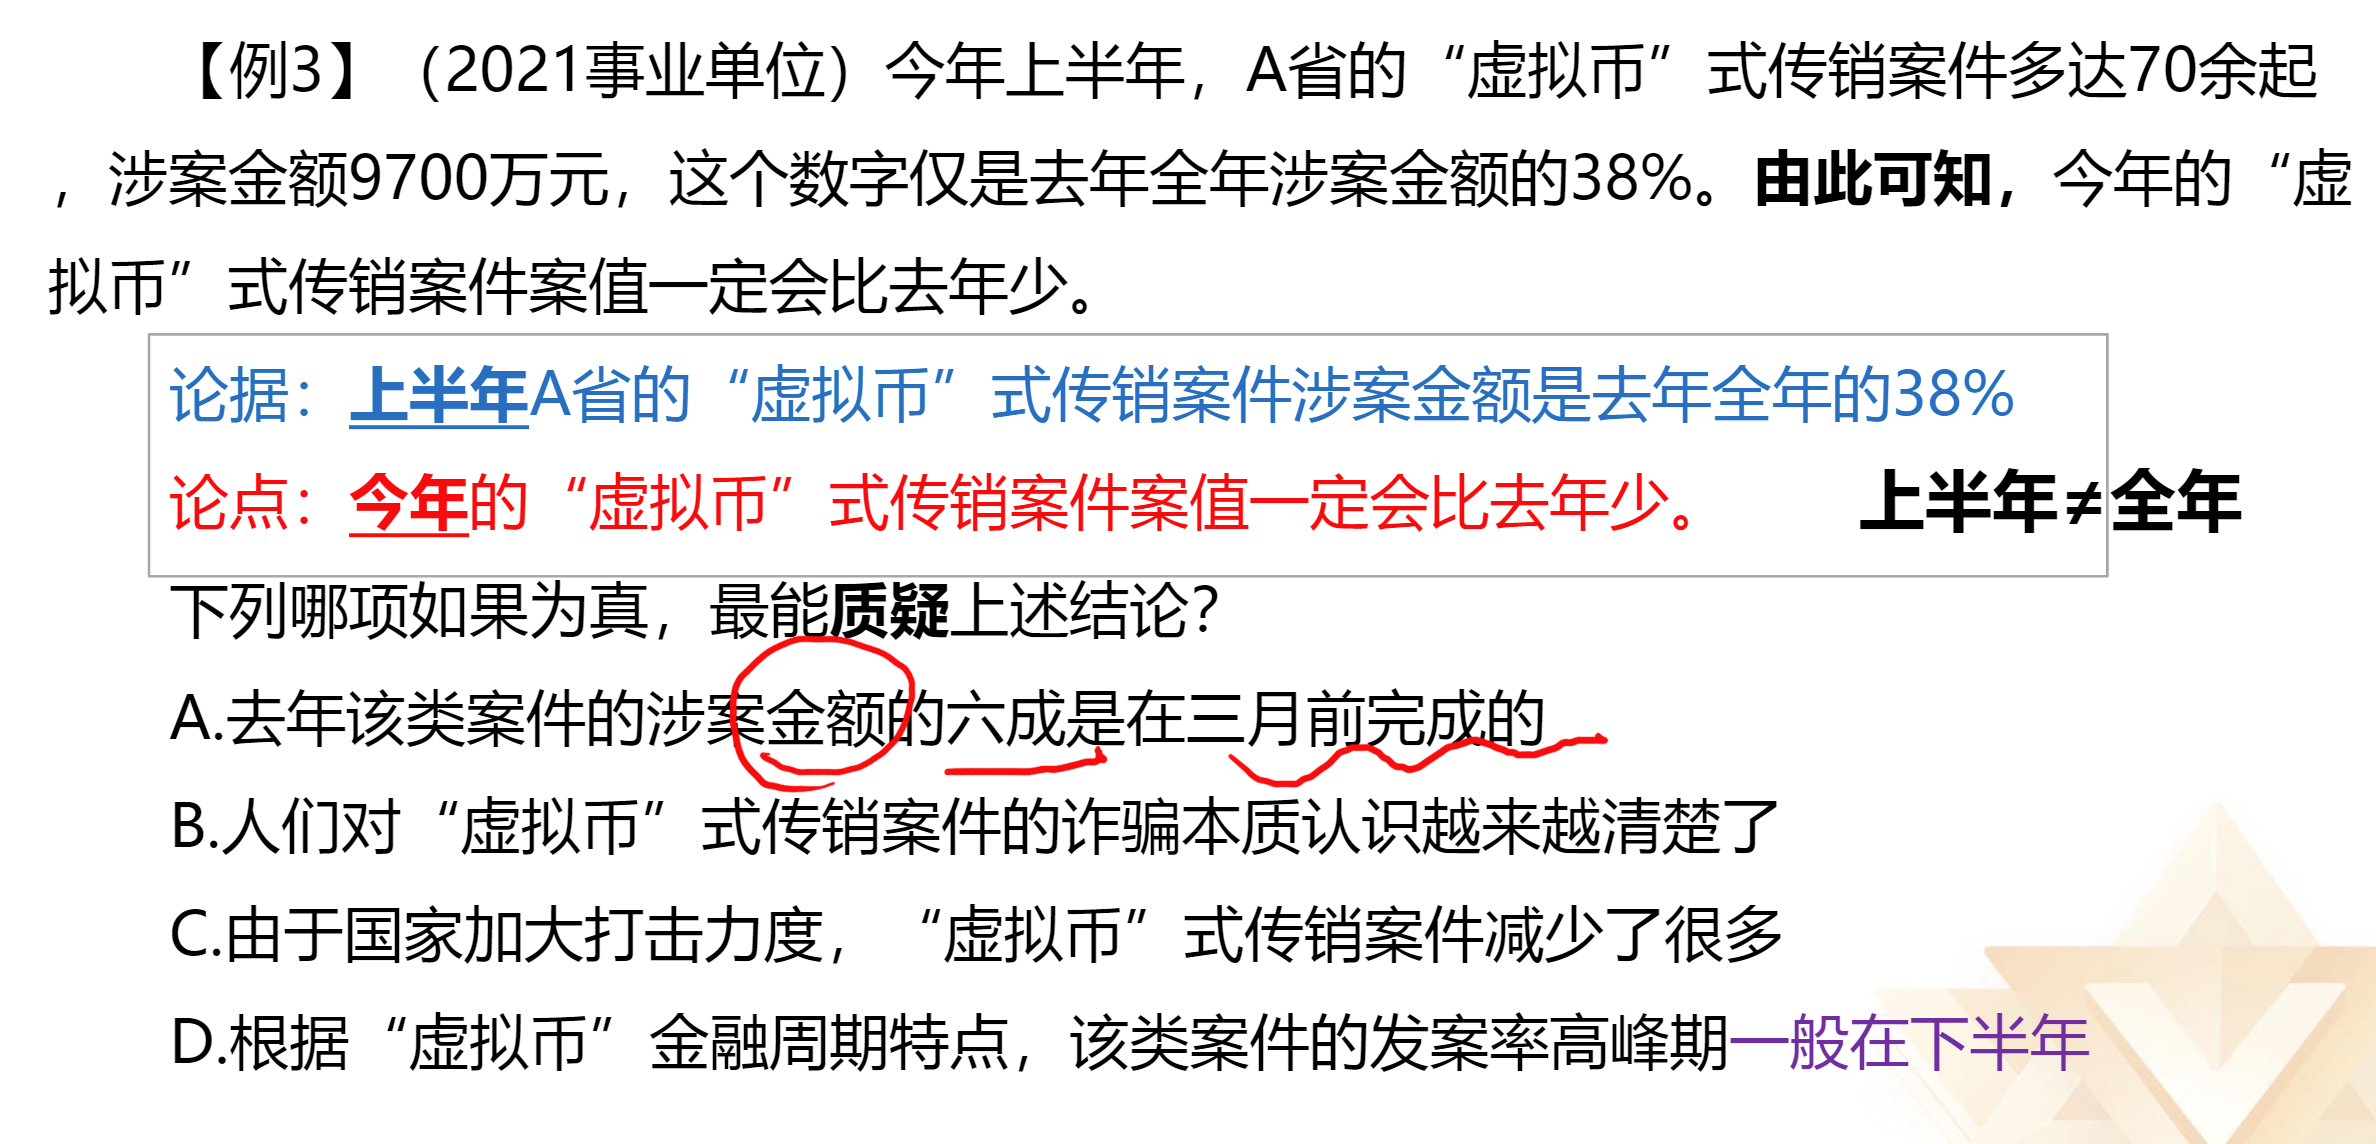 【例3】（2021事业单位）今年上半年，A省的“虚拟币”式传销案件多达70余起
，涉案金额9700万元，这个数字仅是去年全年涉案金额的38%。由此可知，今年的“虚
拟币”式传销案件案值一定会比去年少。
论据：上半年A省的“虚拟币”式传销案件涉案金额是去年全年的38%
论点：今年的“虚拟币”式传销案件案值一定会比去年少。 上半年≠全年
下列哪项如果为真，最能质疑上述结论？
A.去年该类案件的涉案金额的六成是在三月前完成的
B.人们对“虚拟币”式传销案件的诈骗本质认识越来越清楚了
C.由于国家加大打击力度，“虚拟币”式传销案件减少了很多
D.根据“虚拟币”金融周期特点，该类案件的发案率高峰期一般在下半年